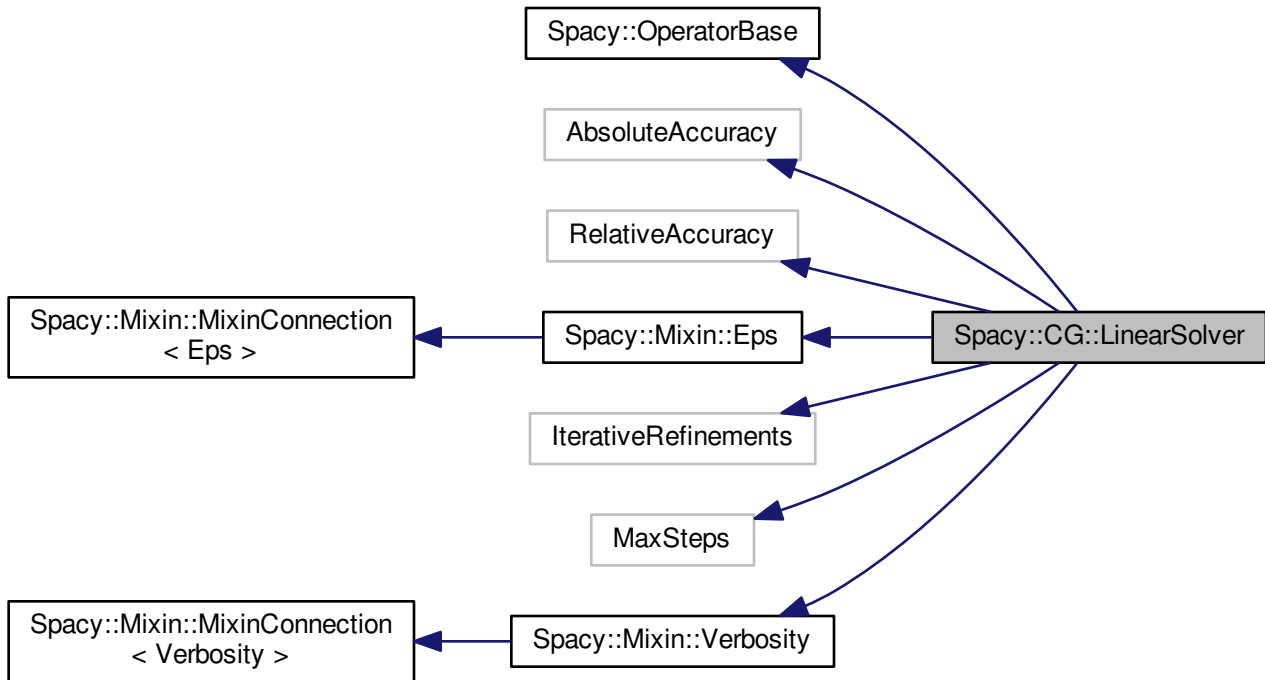 Spacy::OperatorBase
AbsoluteAccuracy
RelativeAccuracy
Spacy::Mixin::MixinConnection
< Eps >
Spacy::Mixin::Eps
Spacy::CG::LinearSolver
IterativeRefinements
MaxSteps
Spacy::Mixin::MixinConnection
< Verbosity >
Spacy::Mixin::Verbosity